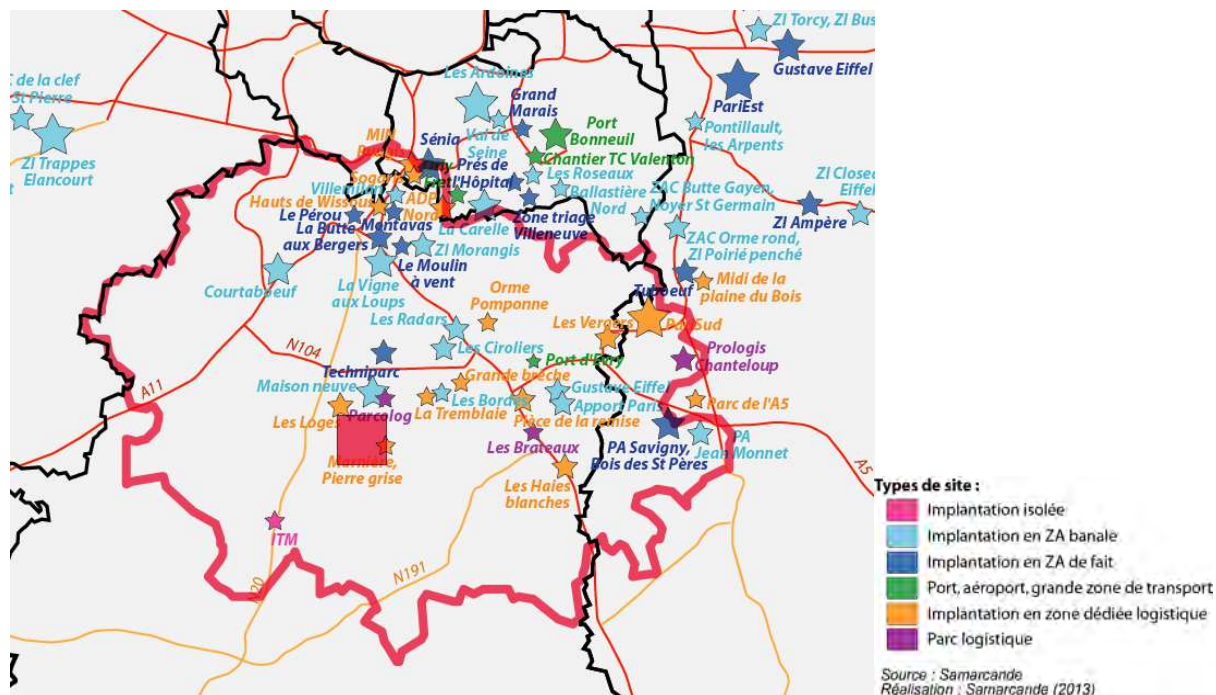 ZI Torcy, ZI Bus
Gustave Eiffel
PariEst
Pontillault,
les Arpents
C de la clef
St Pierre
ZI Trappes
Elancourt
Les Ardoines
Grand
Marais
Val de
Seine
Port
Bonneuil
Chantier TC Valenton
MIN
Sénia
Prés de
l'Hôpital
Les Roseaux
Ballastière
Nord
ZAC Butte Gayen,
Noyer St Germain
ZI Closea
Eiffe
ZI Ampère
Hauts de Wissous
ADP
Nord
Le Pérou
Montavas
La Butte
aux Bergers
La Carelle
Zone triage
Villeneuve
ZAC Orme rond,
ZI Poirié penché
ZI Morangis
Le Moulin
à vent
Courtaboeuf
La Vigne
aux Loups
Midi de la
plaine du Bois
Tuboeuf
Orme
Pomponne
Les Radars
Les Vergers
Les Ciroliers
N104
Techniparc
Port d'Evry
Prologis
Chanteloup
A11
Maison neuve
Grande brèche
Gustave Eiffel
Les Bordes
Apport Paris
Parc de l'A5
Les Loges
Parcolog
La Tremblaie
Pièce de la remise
PA Savigny,
Bois des St Pères
PA
Jean Monnet
Les Brateaux
Marnière,
Pierre grise
A5
Les Haies
blanches
ITM
N191
N20
Types de site :
Implantation isolée
Implantation en ZA banale
Implantation en ZA de fait
Port, aéroport, grande zone de transport
Implantation en zone dédiée logistique
Parc logistique
Source : Samarcande
Réalisation : Samarcande (2013)